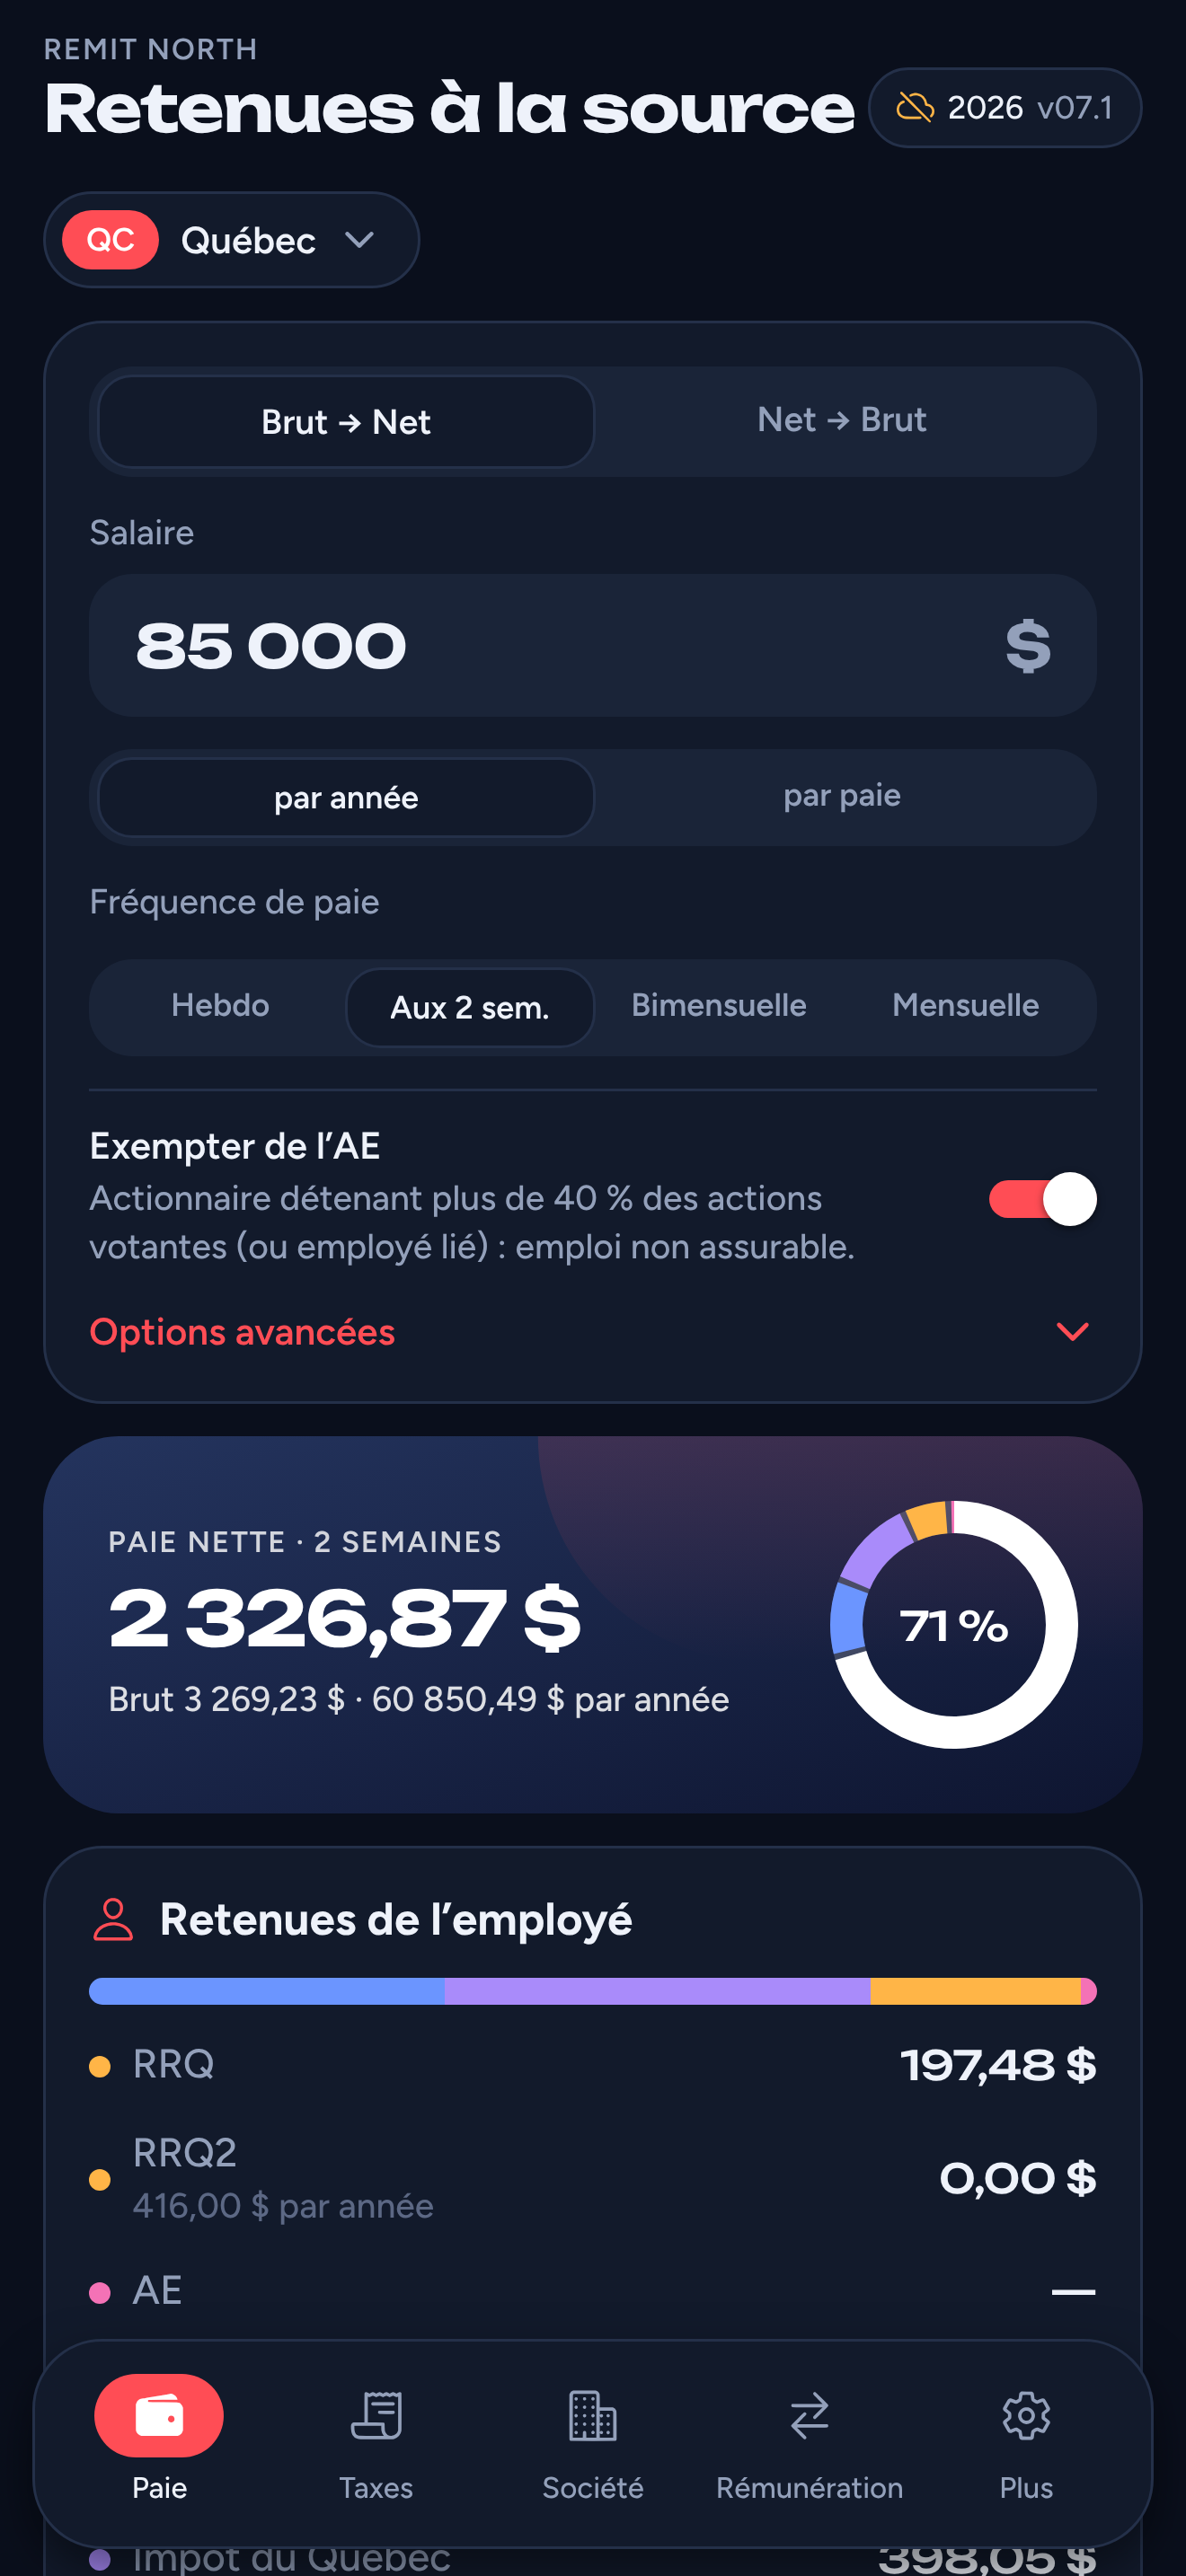 REMIT NORTH
Retenues à la source
2026 v07.1
QC Québec
Brut → Net
Net → Brut
Salaire
85 000 $
par année
par paie
Fréquence de paie
Hebdo
Aux 2 sem.
Bimensuelle
Mensuelle
Exempter de l’AE
Actionnaire détenant plus de 40 % des actions
votantes (ou employé lié) : emploi non assurable.
Options avancées
PAIE NETTE · 2 SEMAINES
2 326,87 $
Brut 3 269,23 $ · 60 850,49 $ par année
71 %
Retenues de l’employé
RRQ 197,48 $
RRQ2 0,00 $
416,00 $ par année
AE —
Paie
Taxes
Société
Rémunération
Plus
Impôt du Québec 398,05 $